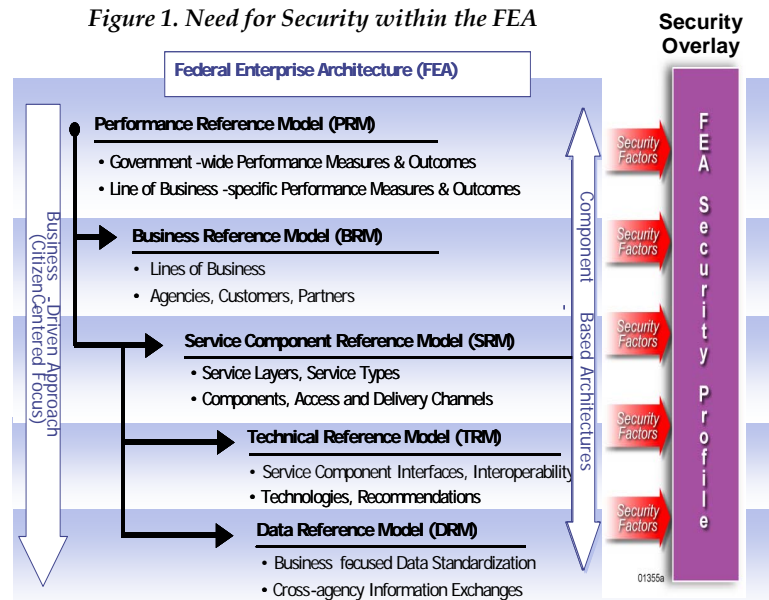 Figure 1. Need for Security within the FEA
Security
Overlay
Federal Enterprise Architecture (FEA)
Performance Reference Model (PRM)
• Government -wide Performance Measures & Outcomes
• Line of Business -specific Performance Measures & Outcomes
Business Reference Model (BRM)
• Lines of Business
• Agencies, Customers, Partners
Service Component Reference Model (SRM)
• Service Layers, Service Types
• Components, Access and Delivery Channels
Technical Reference Model (TRM)
• Service Component Interfaces, Interoperability
• Technologies, Recommendations
Data Reference Model (DRM)
• Business focused Data Standardization
• Cross-agency Information Exchanges
Business - Driven Approach
(Citizen Centered Focus)
Component - Based Architectures
Security
Factors
Security
Factors
Security
Factors
Security
Factors
Security
Factors
FEA Security Profile
01355a